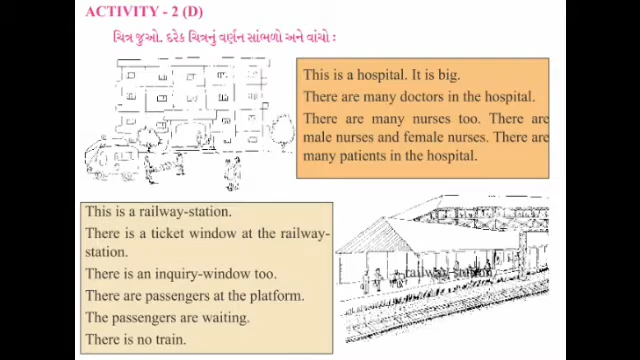 ACTIVITY - 2 (D)
ચિત્ર જુઓ. દરેક ચિત્રનું વર્ણન સાંભળો અને વાંચો :
This is a hospital. It is big.
There are many doctors in the hospital.
There are many nurses too. There are
male nurses and female nurses. There are
many patients in the hospital.
This is a railway-station.
There is a ticket window at the railway-
station.
There is an inquiry-window too.
There are passengers at the platform.
The passengers are waiting.
There is no train.
railway-station